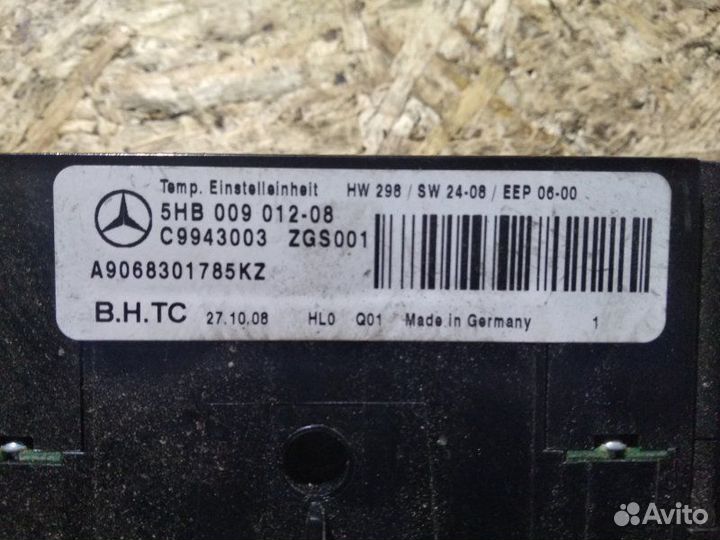 Temp. Einstelleinheit HW 298 / SW 24-08 / EEP 06-00
5HB 009 012-08
C9943003 ZGS001
A9068301785KZ
B.H.TC 27.10.08 HL0 Q01 Made in Germany 1
Avito